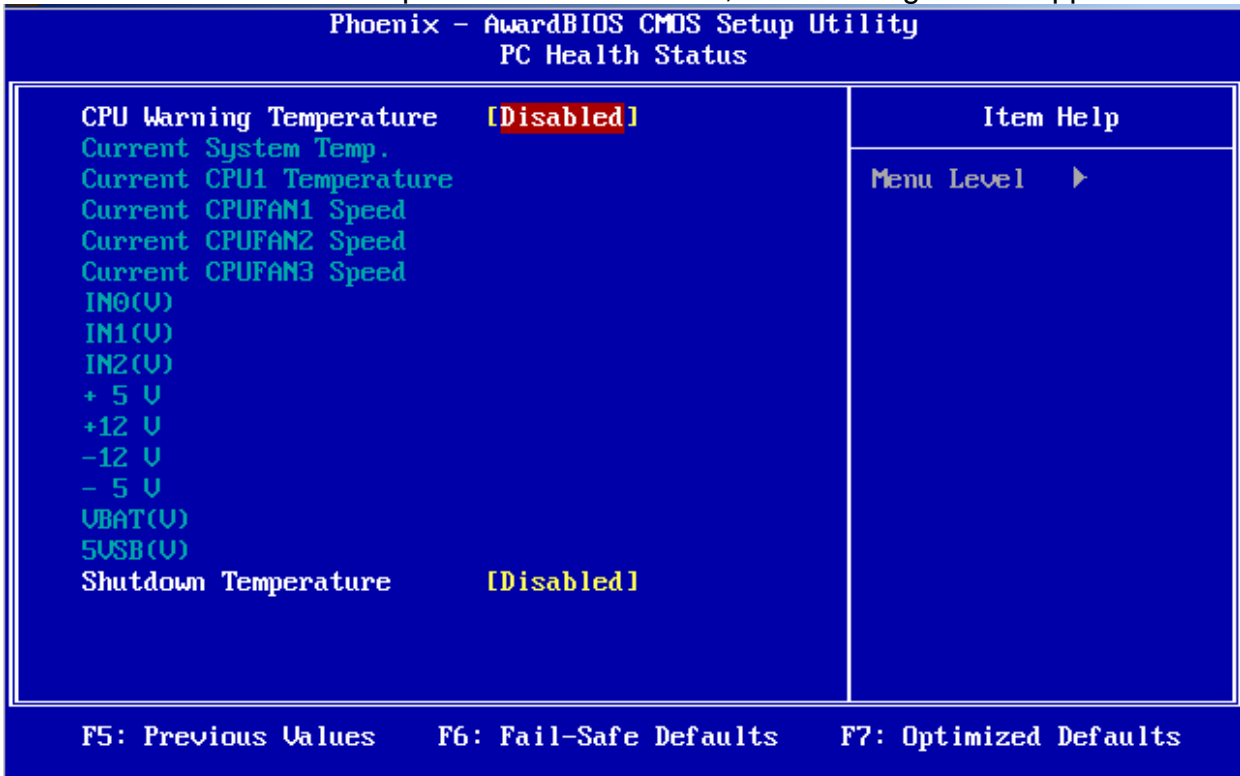 Phoenix - AwardBIOS CMOS Setup Utility
PC Health Status
CPU Warning Temperature [Disabled]
Current System Temp.
Current CPU1 Temperature
Current CPUFAN1 Speed
Current CPUFAN2 Speed
Current CPUFAN3 Speed
IN0(V)
IN1(V)
IN2(V)
+ 5 V
+12 V
-12 V
- 5 V
VBAT(V)
5VSB(V)
Shutdown Temperature [Disabled]
Item Help
Menu Level
F5: Previous Values F6: Fail-Safe Defaults F7: Optimized Defaults